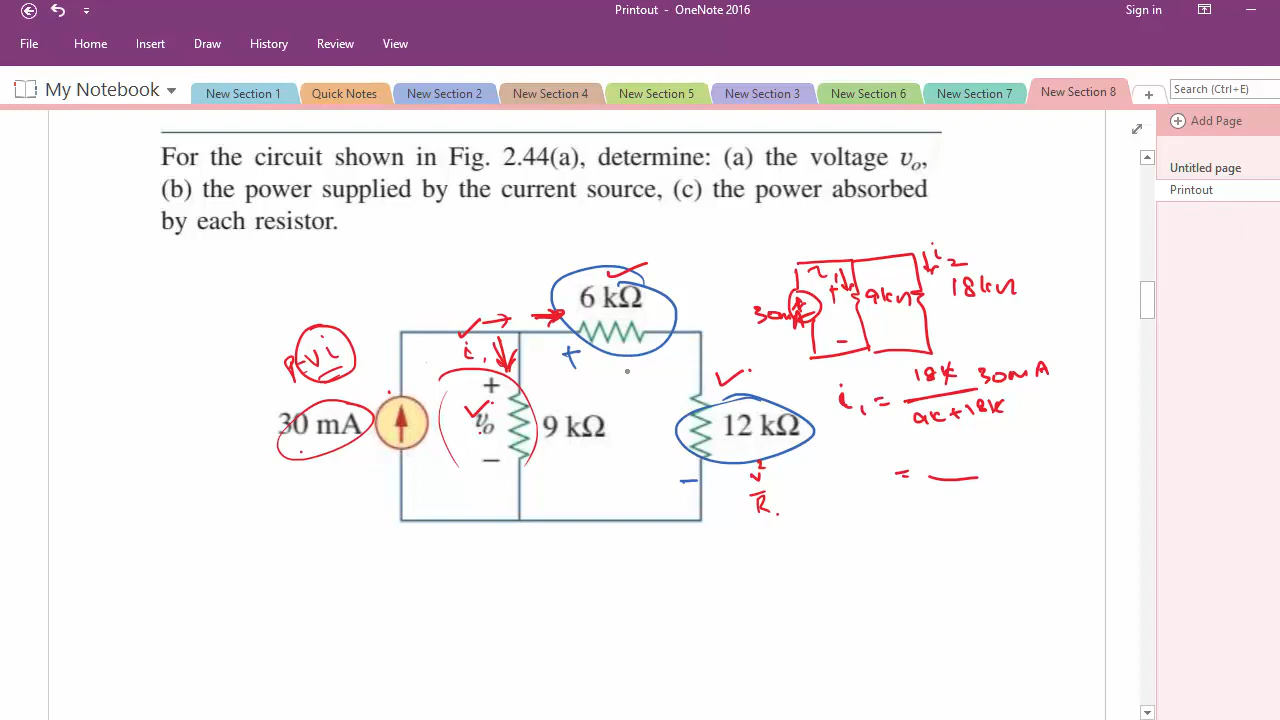 Printout - OneNote 2016
Sign in
File Home Insert Draw History Review View
My Notebook
New Section 1
Quick Notes
New Section 2
New Section 4
New Section 5
New Section 3
New Section 6
New Section 7
New Section 8
Search (Ctrl+E)
Add Page
Untitled page
Printout
For the circuit shown in Fig. 2.44(a), determine: (a) the voltage vₒ,
(b) the power supplied by the current source, (c) the power absorbed
by each resistor.
6 kΩ
30 mA
+
vₒ
−
9 kΩ
12 kΩ
p=vi
i₁
+
−
v²
R
i₂
30mA
+
−
9kΩ
18kΩ
i₁ = 18k 30mA
9k+18k
=